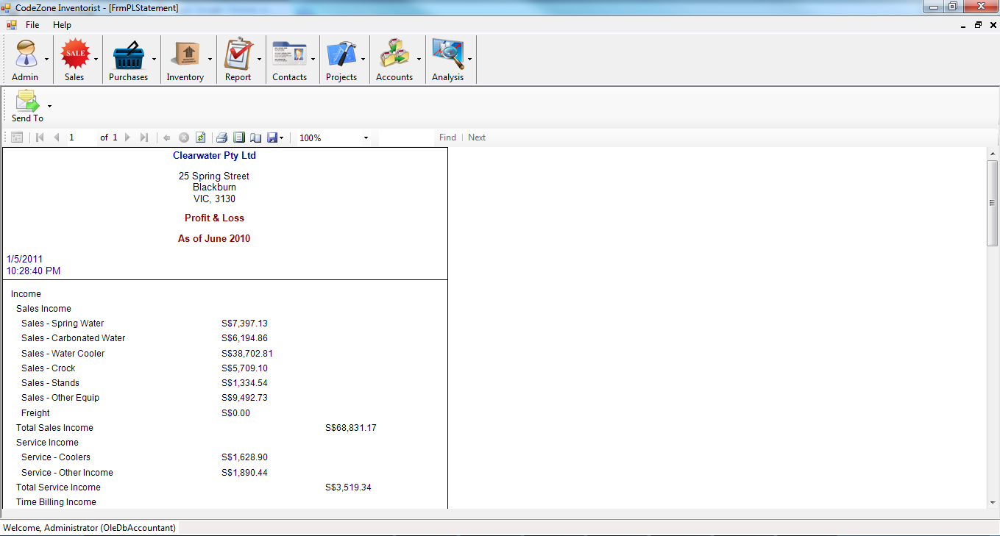 CodeZone Inventorist - [FrmPLStatement]
File Help
Admin Sales Purchases Inventory Report Contacts Projects Accounts Analysis
Send To
1 of 1 100% Find | Next
Clearwater Pty Ltd
25 Spring Street
Blackburn
VIC, 3130
Profit & Loss
As of June 2010
1/5/2011
10:28:40 PM
Income
Sales Income
Sales - Spring Water S$7,397.13
Sales - Carbonated Water S$6,194.86
Sales - Water Cooler S$38,702.81
Sales - Crock S$5,709.10
Sales - Stands S$1,334.54
Sales - Other Equip S$9,492.73
Freight S$0.00
Total Sales Income S$68,831.17
Service Income
Service - Coolers S$1,628.90
Service - Other Income S$1,890.44
Total Service Income S$3,519.34
Time Billing Income
Welcome, Administrator (OleDbAccountant)